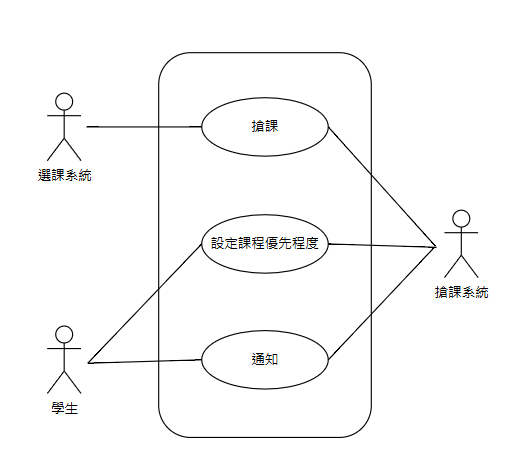 搶課
選課系統
設定課程優先程度
搶課系統
通知
學生